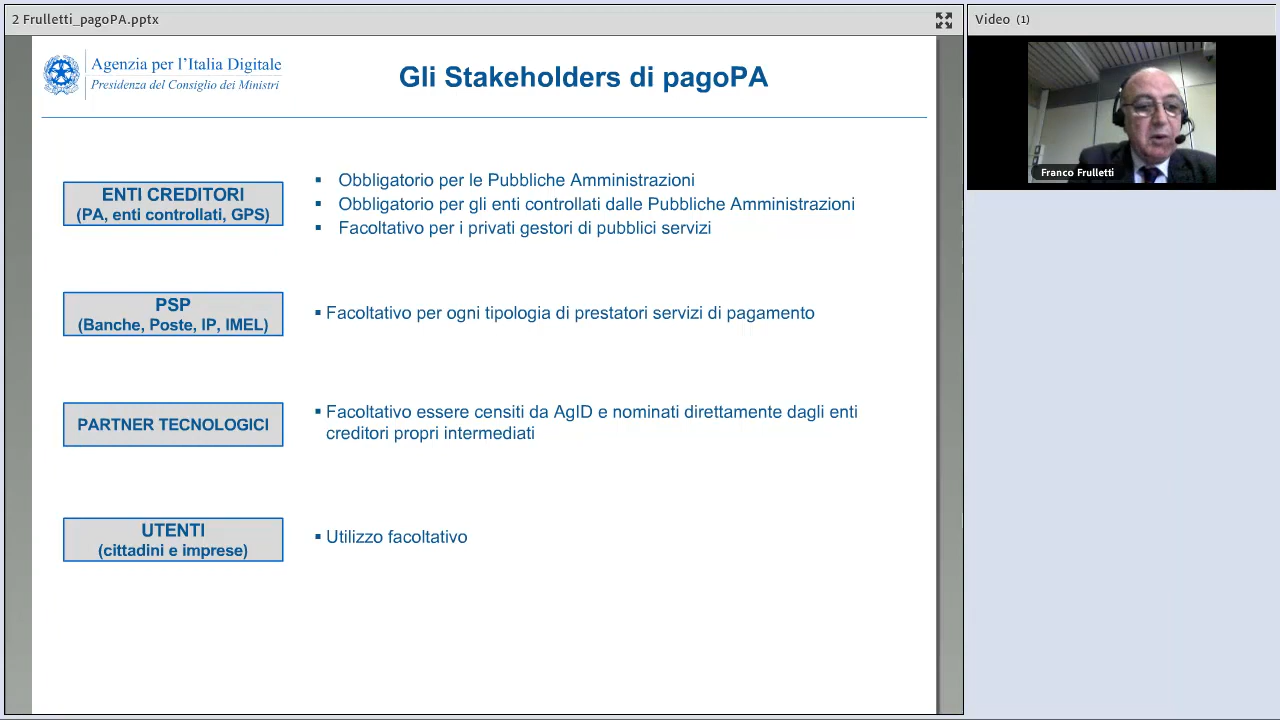 2 Frulletti_pagoPA.pptx
Video (1)
Agenzia per l'Italia Digitale
Presidenza del Consiglio dei Ministri
Gli Stakeholders di pagoPA
Franco Frulletti
ENTI CREDITORI
(PA, enti controllati, GPS)
▪ Obbligatorio per le Pubbliche Amministrazioni
▪ Obbligatorio per gli enti controllati dalle Pubbliche Amministrazioni
▪ Facoltativo per i privati gestori di pubblici servizi
PSP
(Banche, Poste, IP, IMEL)
▪ Facoltativo per ogni tipologia di prestatori servizi di pagamento
PARTNER TECNOLOGICI
▪ Facoltativo essere censiti da AgID e nominati direttamente dagli enti
creditori propri intermediati
UTENTI
(cittadini e imprese)
▪ Utilizzo facoltativo